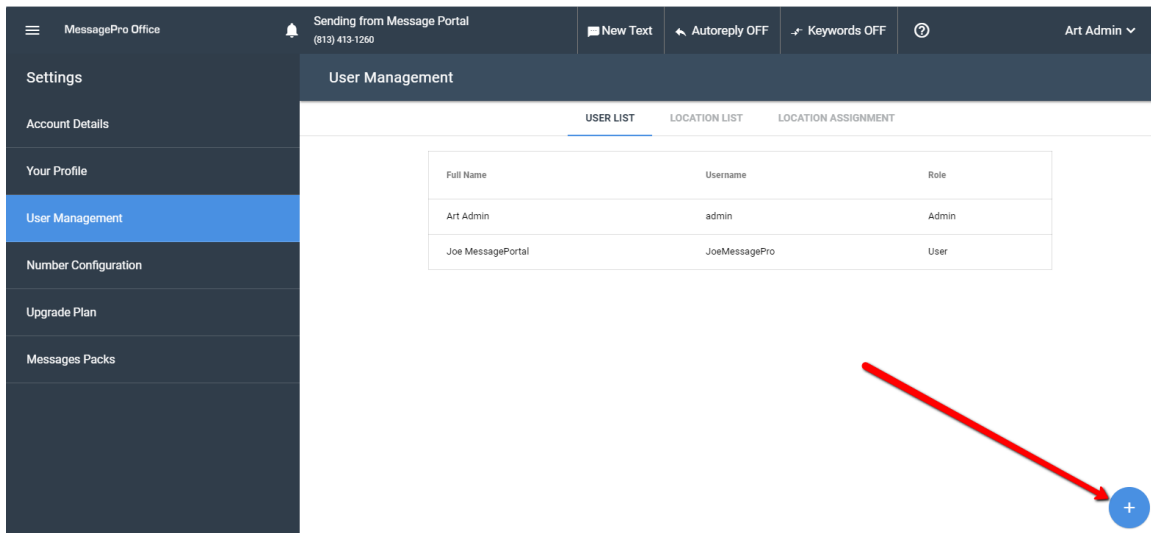 MessagePro Office
Sending from Message Portal
(813) 413-1260
New Text
Autoreply OFF
Keywords OFF
Art Admin
Settings
User Management
Account Details
Your Profile
User Management
Number Configuration
Upgrade Plan
Messages Packs
USER LIST LOCATION LIST LOCATION ASSIGNMENT
Full Name Username Role
Art Admin admin Admin
Joe MessagePortal JoeMessagePro User
+